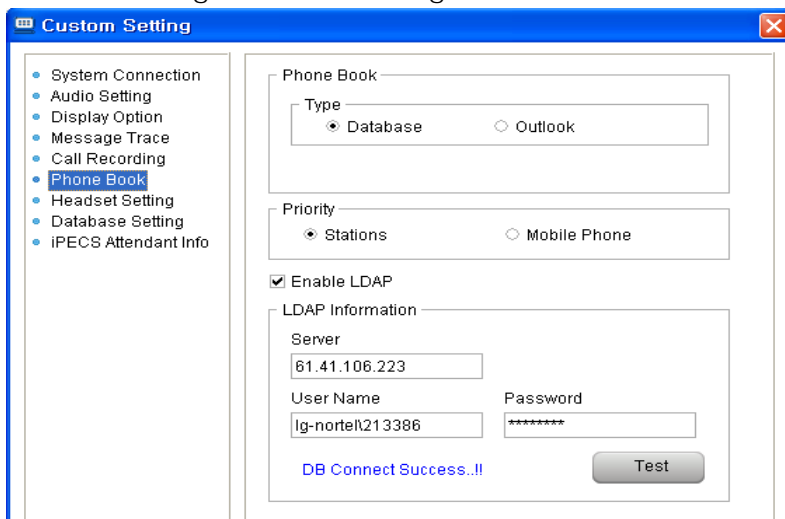 Custom Setting
System Connection
Audio Setting
Display Option
Message Trace
Call Recording
Phone Book
Headset Setting
Database Setting
iPECS Attendant Info
Phone Book
Type
Database
Outlook
Priority
Stations
Mobile Phone
Enable LDAP
LDAP Information
Server
61.41.106.223
User Name
Password
lg-nortel\213386
********
DB Connect Success..!!
Test